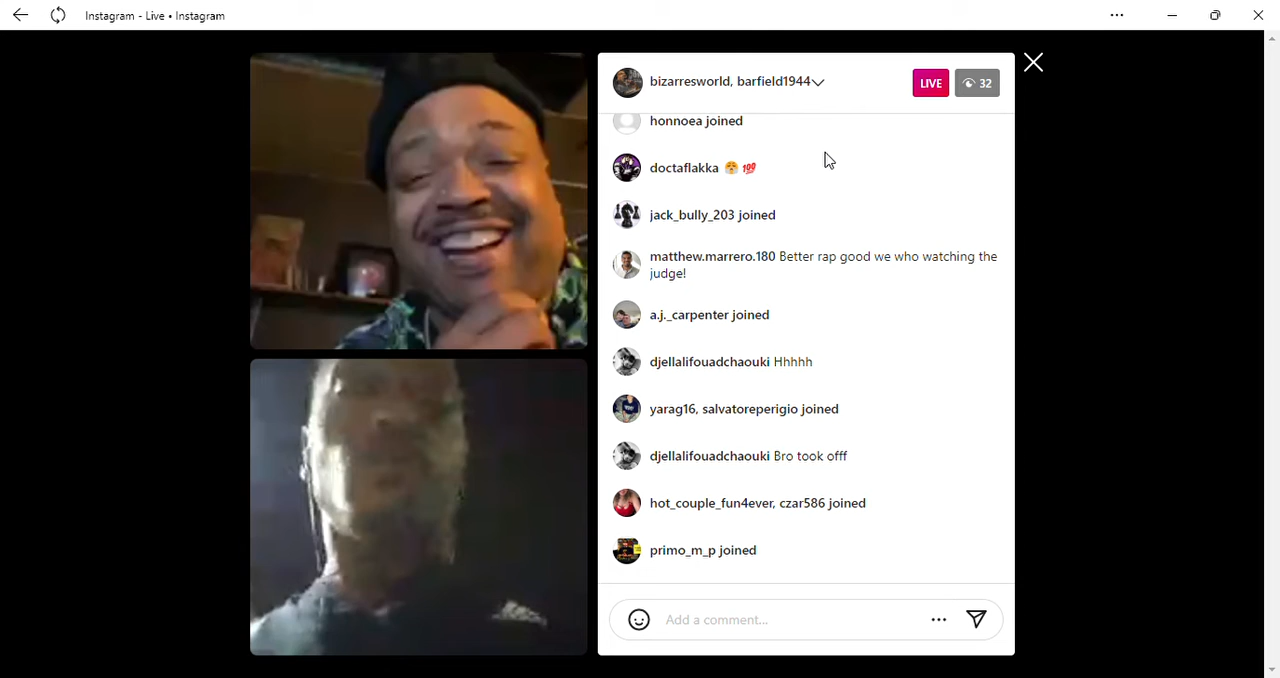 Instagram - Live • Instagram
bizarresworld, barfield1944
LIVE
32
honnoea joined
doctaflakka 😤 💯
jack_bully_203 joined
matthew.marrero.180 Better rap good we who watching the
judge!
a.j._carpenter joined
djellalifouadchaouki Hhhhh
yarag16, salvatoreperigio joined
djellalifouadchaouki Bro took offf
hot_couple_fun4ever, czar586 joined
primo_m_p joined
Add a comment...